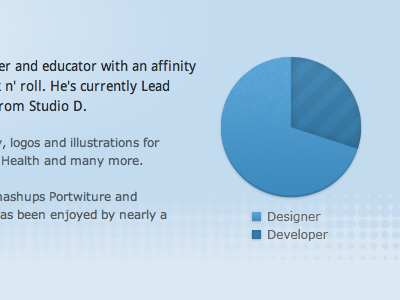 er and educator with an affinity
n' roll. He's currently Lead
rom Studio D.
, logos and illustrations for
Health and many more.
mashups Portwiture and
as been enjoyed by nearly a
Designer
Developer